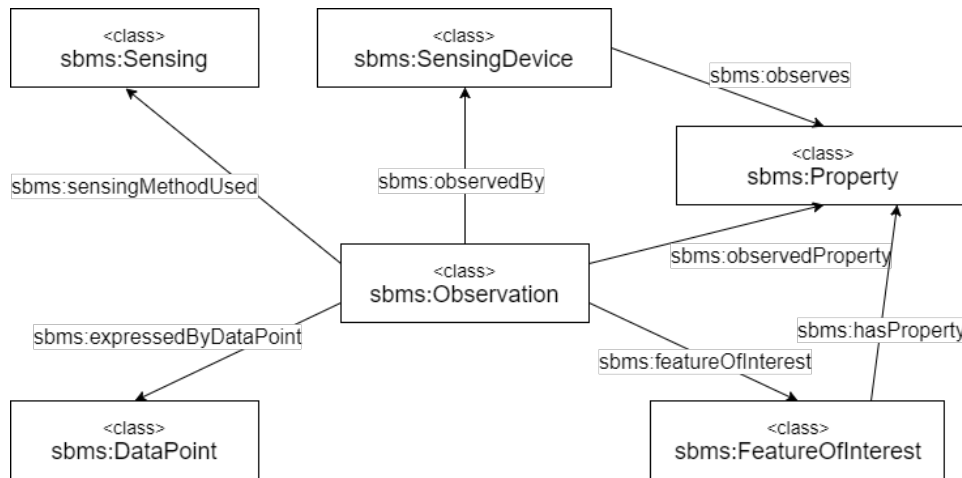 <class>
sbms:Sensing
<class>
sbms:SensingDevice
sbms:observes
<class>
sbms:Property
sbms:sensingMethodUsed
sbms:observedBy
sbms:observedProperty
<class>
sbms:Observation
sbms:hasProperty
sbms:expressedByDataPoint
sbms:featureOfInterest
<class>
sbms:DataPoint
<class>
sbms:FeatureOfInterest